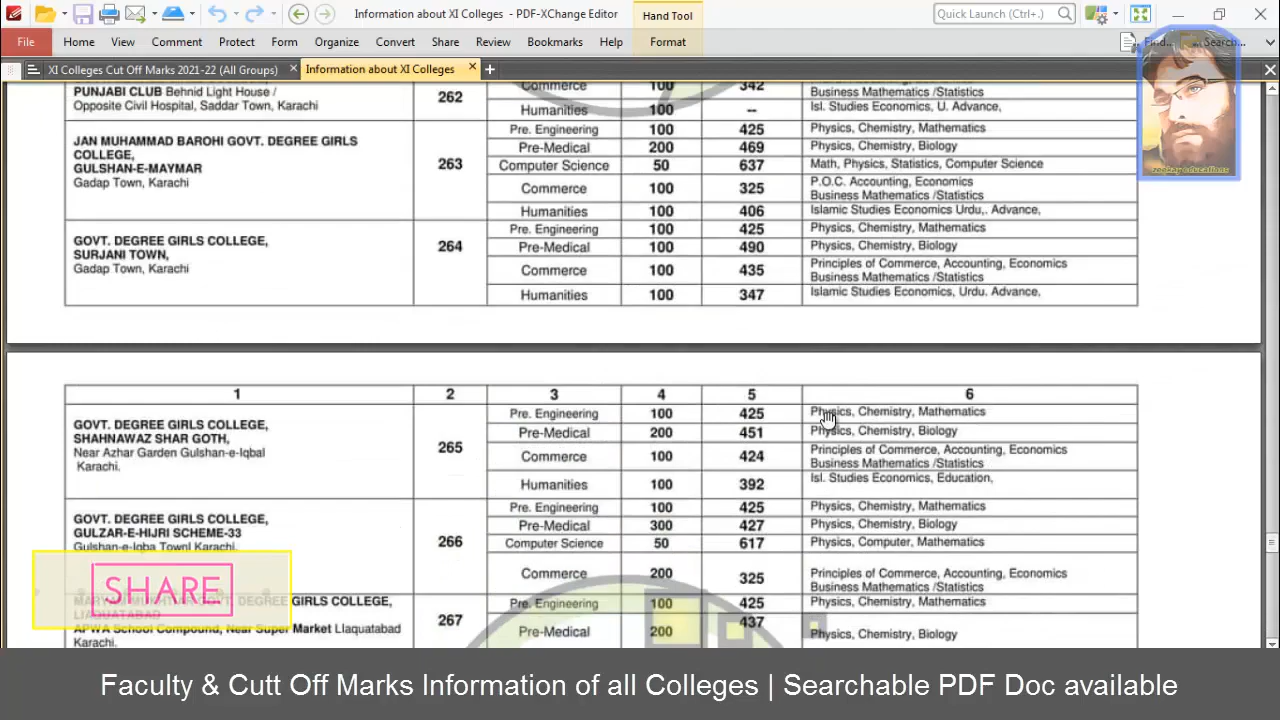 Information about XI Colleges * - PDF-XChange Editor
Hand Tool
Quick Launch (Ctrl+.)
File Home View Comment Protect Form Organize Convert Share Review Bookmarks Help Format
Find... Search...
XI Colleges Cut Off Marks 2021-22 (All Groups) Information about XI Colleges *
PUNJABI CLUB Behnid Light House /
Opposite Civil Hospital, Saddar Town, Karachi
262
Commerce 100 342
Business Mathematics /Statistics
Humanities 100 -- Isl. Studies Economics, U. Advance,
JAN MUHAMMAD BAROHI GOVT. DEGREE GIRLS
COLLEGE,
GULSHAN-E-MAYMAR
Gadap Town, Karachi
263
Pre. Engineering 100 425 Physics, Chemistry, Mathematics
Pre-Medical 200 469 Physics, Chemistry, Biology
Computer Science 50 637 Math, Physics, Statistics, Computer Science
Commerce 100 325 P.O.C. Accounting, Economics
Business Mathematics /Statistics
Humanities 100 406 Islamic Studies Economics Urdu,. Advance,
GOVT. DEGREE GIRLS COLLEGE,
SURJANI TOWN,
Gadap Town, Karachi
264
Pre. Engineering 100 425 Physics, Chemistry, Mathematics
Pre-Medical 100 490 Physics, Chemistry, Biology
Commerce 100 435 Principles of Commerce, Accounting, Economics
Business Mathematics /Statistics
Humanities 100 347 Islamic Studies Economics, Urdu. Advance,
1 2 3 4 5 6
GOVT. DEGREE GIRLS COLLEGE,
SHAHNAWAZ SHAR GOTH,
Near Azhar Garden Gulshan-e-Iqbal
Karachi.
265
Pre. Engineering 100 425 Physics, Chemistry, Mathematics
Pre-Medical 200 451 Physics, Chemistry, Biology
Commerce 100 424 Principles of Commerce, Accounting, Economics
Business Mathematics /Statistics
Humanities 100 392 Isl. Studies Economics, Education,
GOVT. DEGREE GIRLS COLLEGE,
GULZAR-E-HIJRI SCHEME-33
Gulshan-e-Iqba Townl Karachi.
266
Pre. Engineering 100 425 Physics, Chemistry, Mathematics
Pre-Medical 300 427 Physics, Chemistry, Biology
Computer Science 50 617 Physics, Computer, Mathematics
Commerce 200 325 Principles of Commerce, Accounting, Economics
Business Mathematics /Statistics
DEGREE GIRLS COLLEGE,
LIAQUATABAD
APWA School Compound, Near Super Market Llaquatabad
Karachi.
267
Pre. Engineering 100 425 Physics, Chemistry, Mathematics
Pre-Medical 200 437 Physics, Chemistry, Biology
SHARE
Faculty & Cutt Off Marks Information of all Colleges | Searchable PDF Doc available